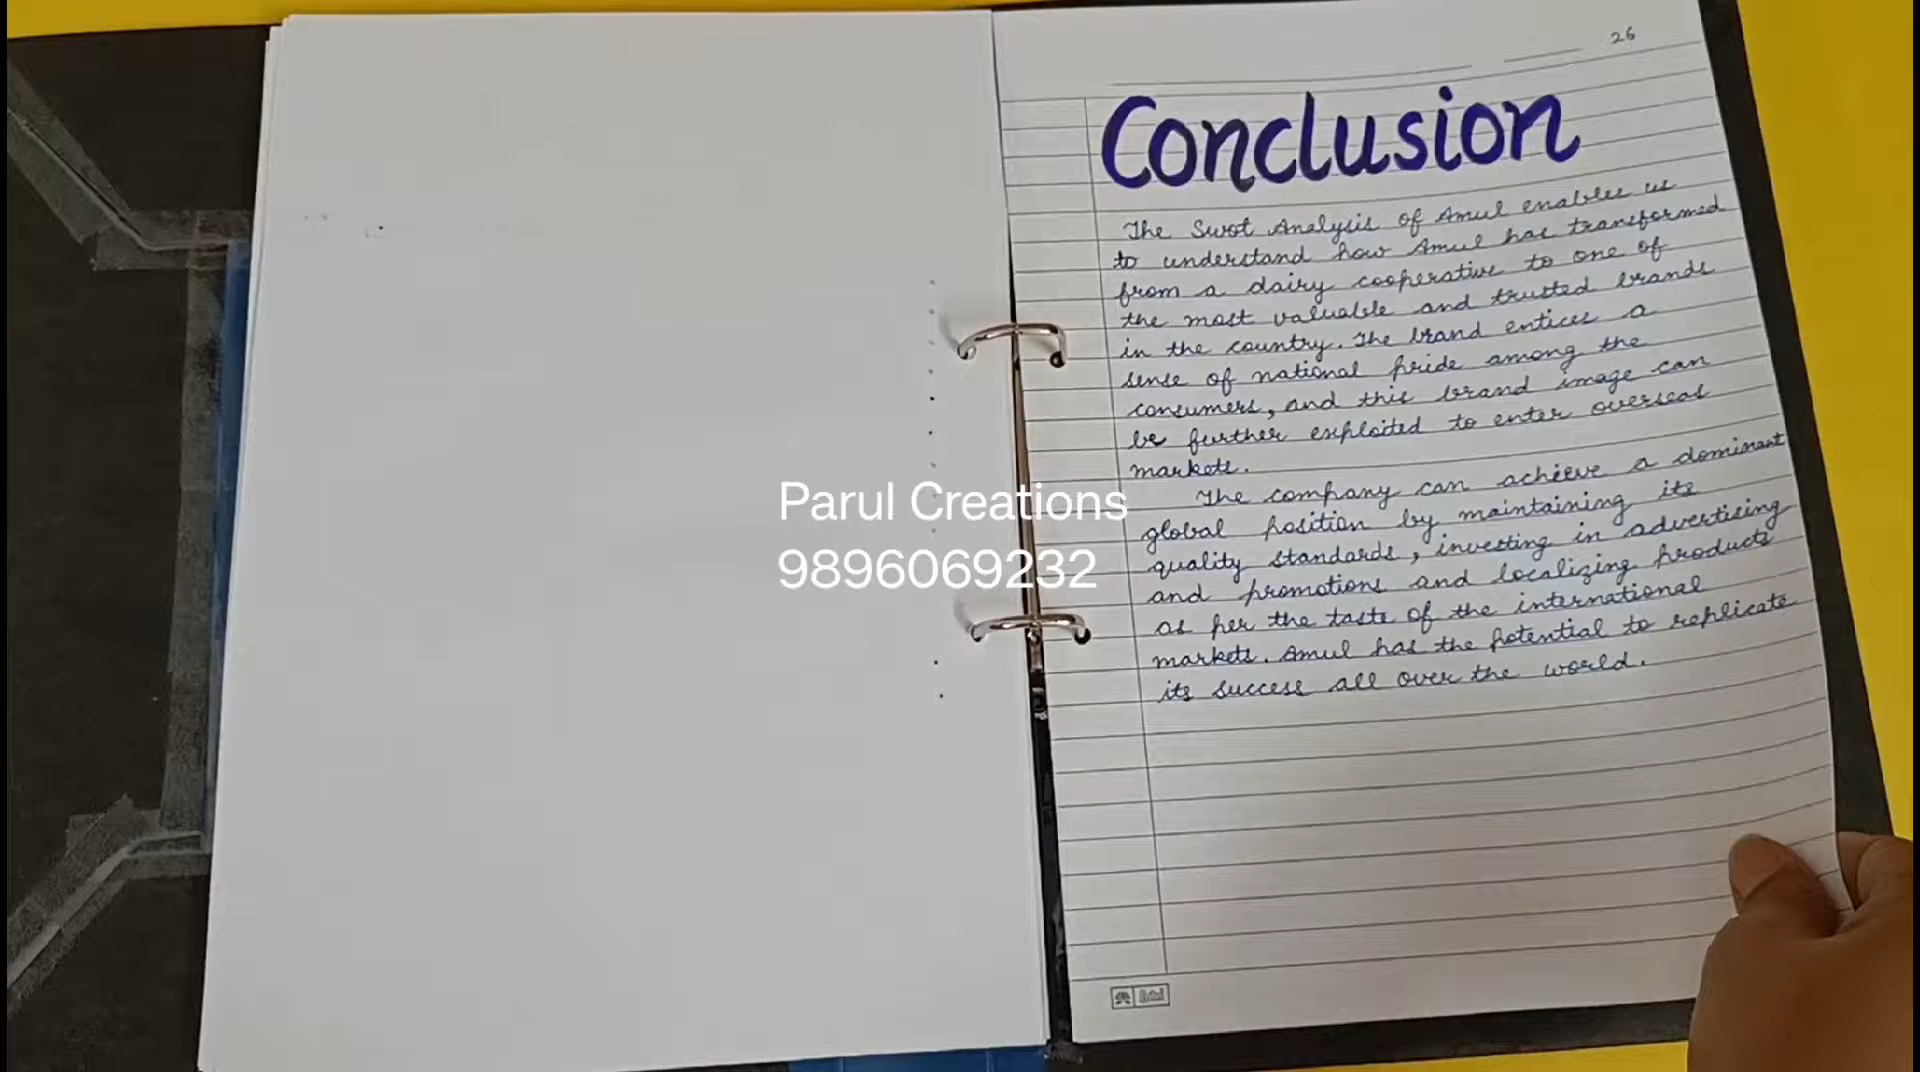 26
Conclusion
The Swot Analysis of Amul enables us
to understand how Amul has transformed
from a dairy cooperative to one of
the most valuable and trusted brands
in the country. The brand entices a
sense of national pride among the
consumers, and this brand image can
be further exploited to enter overseas
markets.
The company can achieve a dominant
global position by maintaining its
quality standards, investing in advertising
and promotions and localizing products
as per the taste of the international
markets. Amul has the potential to replicate
its success all over the world.
Parul Creations
9896069232